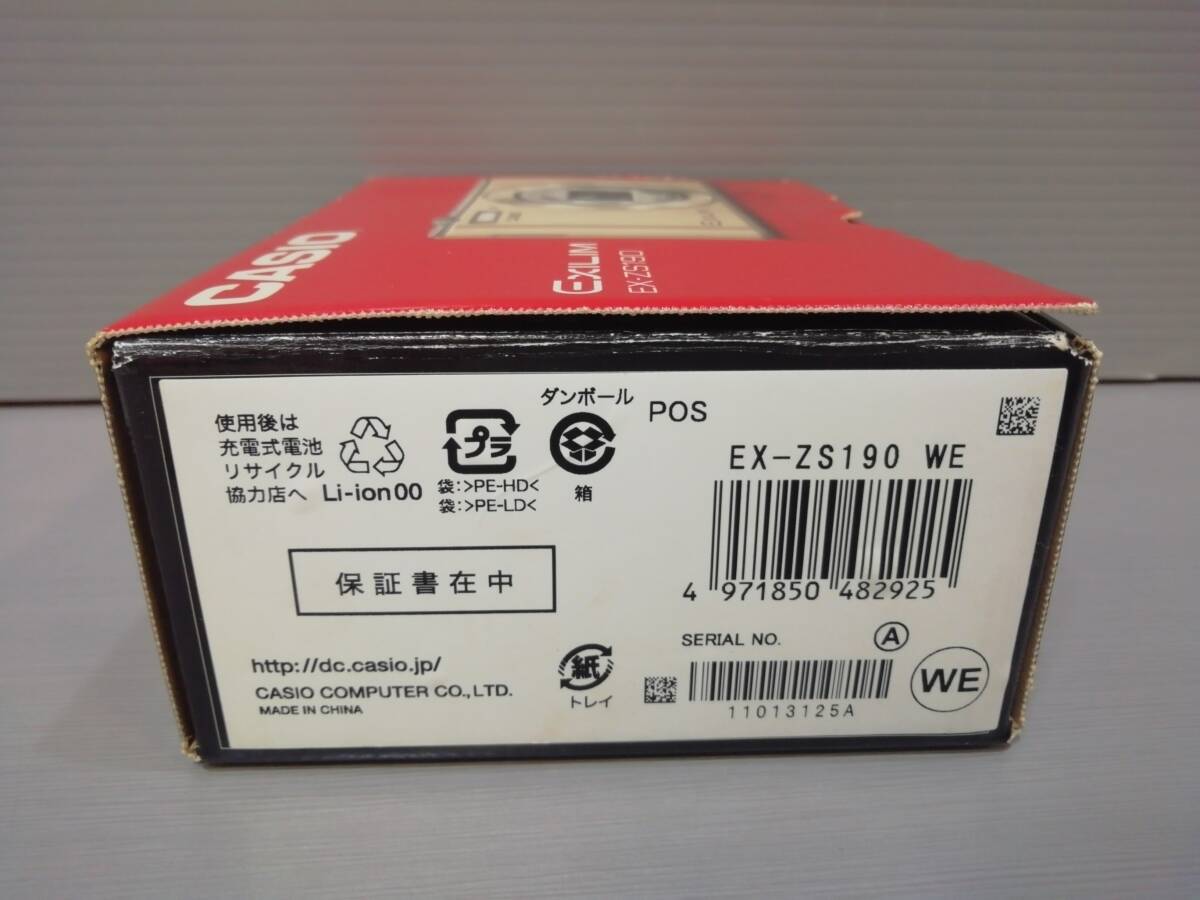 CASIO
EXILIM
EX-ZS190
使用後は
充電式電池
リサイクル
協力店へ Li-ion00
プラ
袋:>PE-HD<
袋:>PE-LD<
ダンボール
箱
POS
EX-ZS190 WE
4 971850 482925
保証書在中
SERIAL NO.
A
11013125A
WE
http://dc.casio.jp/
CASIO COMPUTER CO.,LTD.
MADE IN CHINA
紙
トレイ